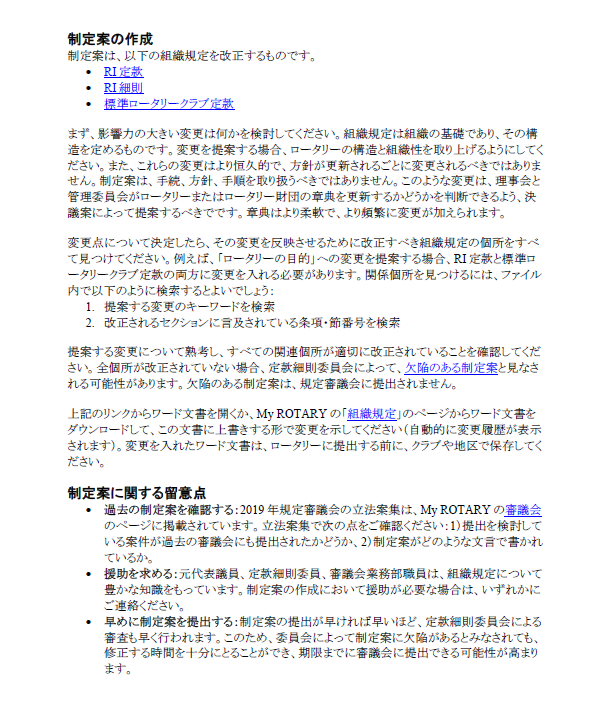 制定案の作成
制定案は、以下の組織規定を改正するものです。
• RI 定款
• RI 細則
• 標準ロータリークラブ定款
まず、影響力の大きい変更は何かを検討してください。組織規定は組織の基礎であり、その構
造を定めるものです。変更を提案する場合、ロータリーの構造と組織性を取り上げるようにしてく
ださい。また、これらの変更はより恒久的で、方針が更新されるごとに変更されるべきではありま
せん。制定案は、手続、方針、手順を取り扱うべきではありません。このような変更は、理事会と
管理委員会がロータリーまたはロータリー財団の章典を更新するかどうかを判断できるよう、決
議案によって提案するべきでです。章典はより柔軟で、より頻繁に変更が加えられます。
変更点について決定したら、その変更を反映させるために改正すべき組織規定の個所をすべ
て見つけてください。例えば、「ロータリーの目的」への変更を提案する場合、RI 定款と標準ロ
ータリークラブ定款の両方に変更を入れる必要があります。関係個所を見つけるには、ファイル
内で以下のように検索するとよいでしょう：
1. 提案する変更のキーワードを検索
2. 改正されるセクションに言及されている条項・節番号を検索
提案する変更について熟考し、すべての関連個所が適切に改正されていることを確認してくだ
さい。全個所が改正されていない場合、定款細則委員会によって、欠陥のある制定案と見なさ
れる可能性があります。欠陥のある制定案は、規定審議会に提出されません。
上記のリンクからワード文書を開くか、My ROTARY の「組織規定」のページからワード文書を
ダウンロードして、この文書に上書きする形で変更を示してください（自動的に変更履歴が表示
されます）。変更を入れたワード文書は、ロータリーに提出する前に、クラブや地区で保存してく
ださい。
制定案に関する留意点
• 過去の制定案を確認する：2019 年規定審議会の立法案集は、My ROTARY の審議会
のページに掲載されています。立法案集で次の点をご確認ください：1）提出を検討して
いる案件が過去の審議会にも提出されたかどうか、2）制定案がどのような文言で書かれ
ているか。
• 援助を求める：元代表議員、定款細則委員、審議会業務部職員は、組織規定について
豊かな知識をもっています。制定案の作成において援助が必要な場合は、いずれかに
ご連絡ください。
• 早めに制定案を提出する：制定案の提出が早ければ早いほど、定款細則委員会による
審査も早く行われます。このため、委員会によって制定案に欠陥があるとみなされても、
修正する時間を十分にとることができ、期限までに審議会に提出できる可能性が高まり
ます。